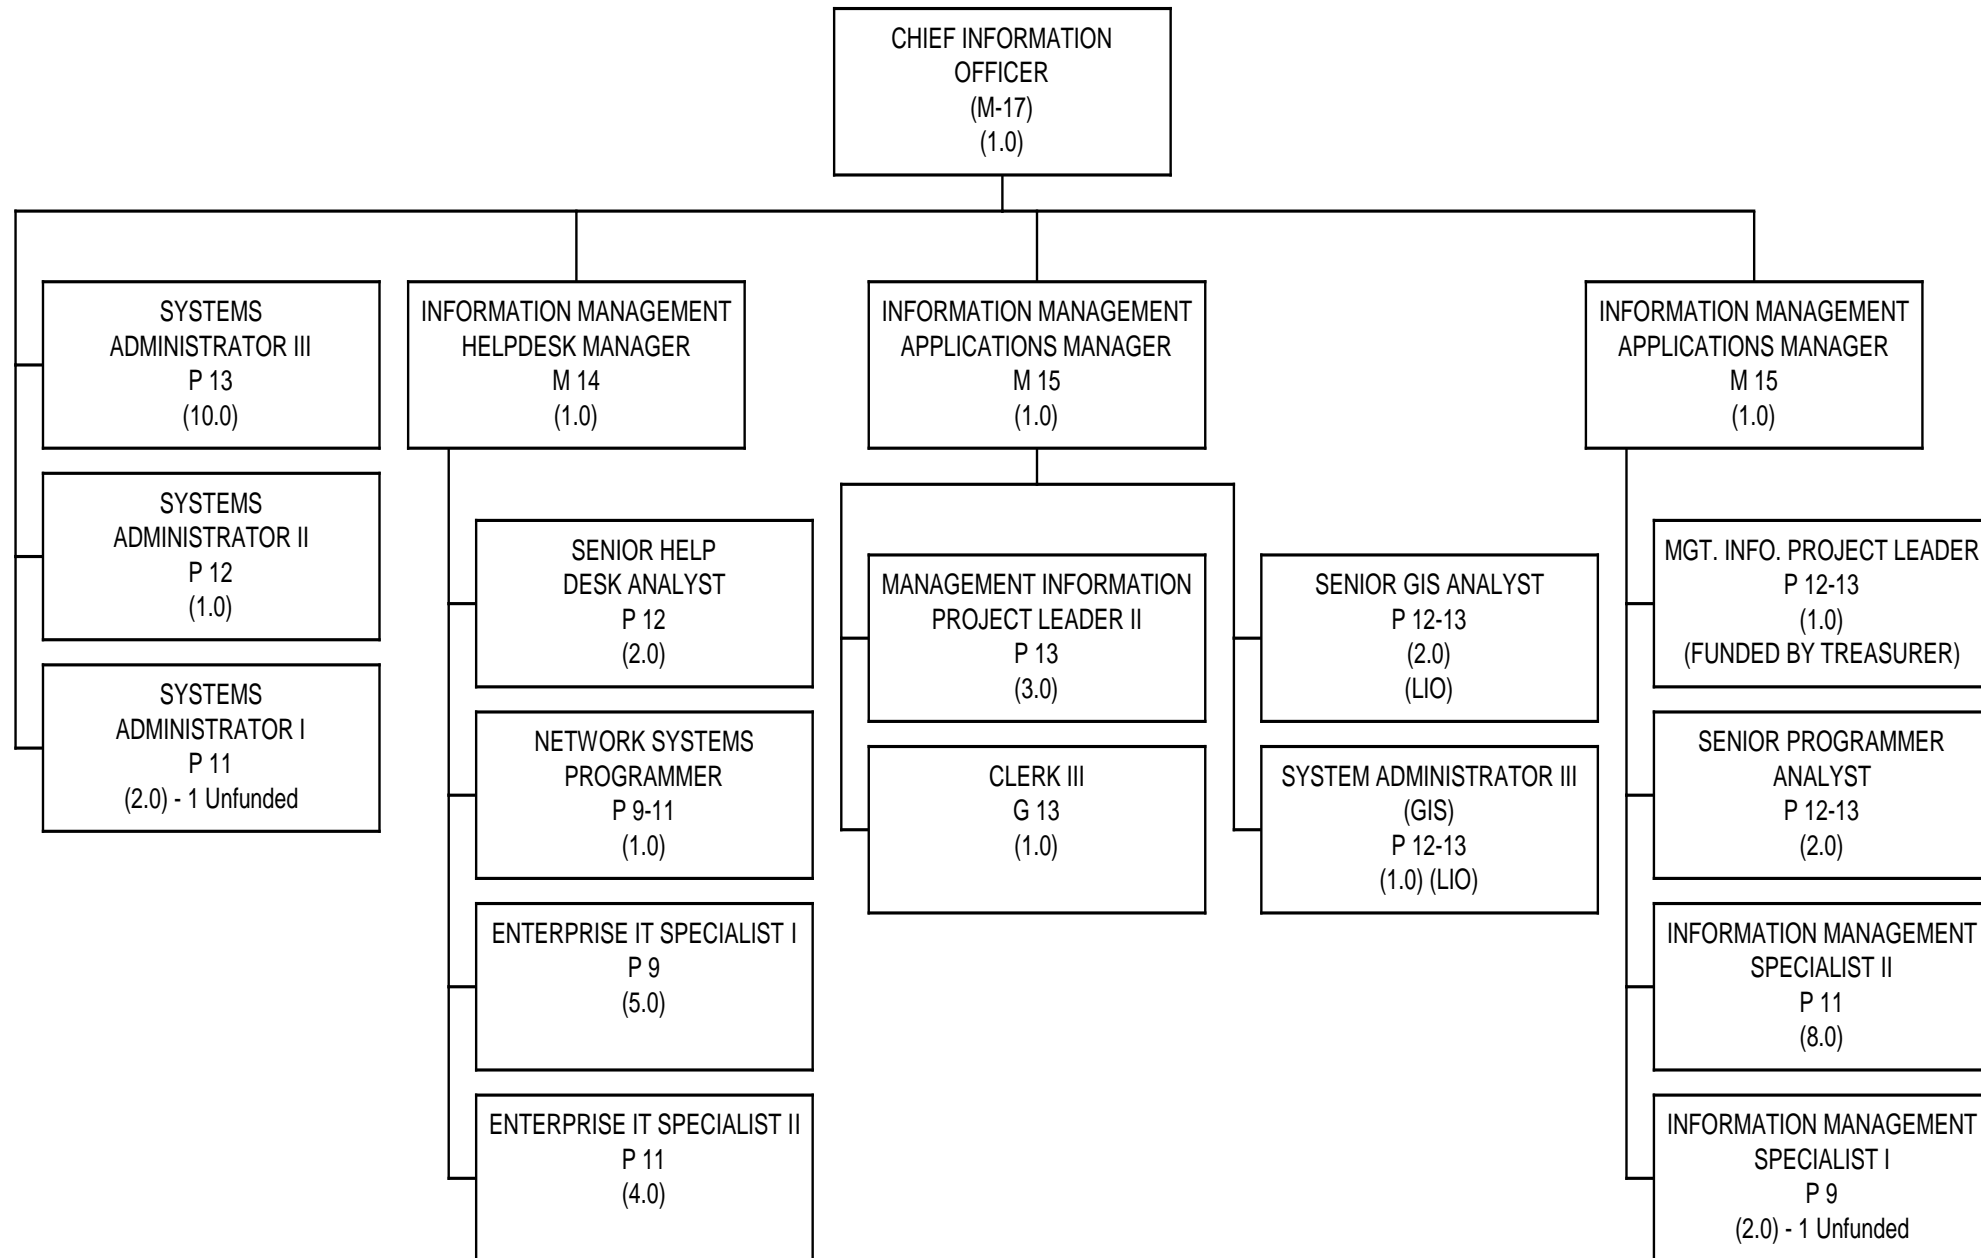 CHIEF INFORMATION
OFFICER
(M-17)
(1.0)
SYSTEMS
ADMINISTRATOR III
P 13
(10.0)
SYSTEMS
ADMINISTRATOR II
P 12
(1.0)
SYSTEMS
ADMINISTRATOR I
P 11
(2.0) - 1 Unfunded
INFORMATION MANAGEMENT
HELPDESK MANAGER
M 14
(1.0)
SENIOR HELP
DESK ANALYST
P 12
(2.0)
NETWORK SYSTEMS
PROGRAMMER
P 9-11
(1.0)
ENTERPRISE IT SPECIALIST I
P 9
(5.0)
ENTERPRISE IT SPECIALIST II
P 11
(4.0)
INFORMATION MANAGEMENT
APPLICATIONS MANAGER
M 15
(1.0)
MANAGEMENT INFORMATION
PROJECT LEADER II
P 13
(3.0)
CLERK III
G 13
(1.0)
SENIOR GIS ANALYST
P 12-13
(2.0)
(LIO)
SYSTEM ADMINISTRATOR III
(GIS)
P 12-13
(1.0) (LIO)
INFORMATION MANAGEMENT
APPLICATIONS MANAGER
M 15
(1.0)
MGT. INFO. PROJECT LEADER
P 12-13
(1.0)
(FUNDED BY TREASURER)
SENIOR PROGRAMMER
ANALYST
P 12-13
(2.0)
INFORMATION MANAGEMENT
SPECIALIST II
P 11
(8.0)
INFORMATION MANAGEMENT
SPECIALIST I
P 9
(2.0) - 1 Unfunded